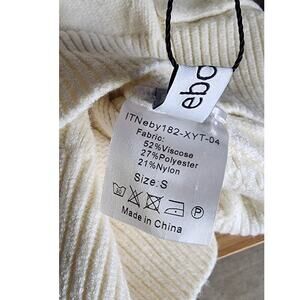 ebo
ITNeby182-XYT-04
Fabric:
52%Viscose
27%Polyester
21%Nylon
Size:S
P
Made in China